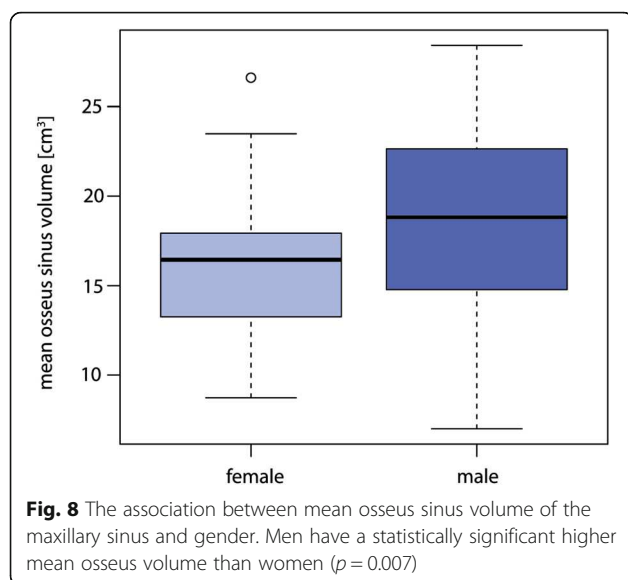 mean osseus sinus volume [cm³]
25
20
15
10
female male
Fig. 8 The association between mean osseus sinus volume of the
maxillary sinus and gender. Men have a statistically significant higher
mean osseus volume than women (p = 0.007)